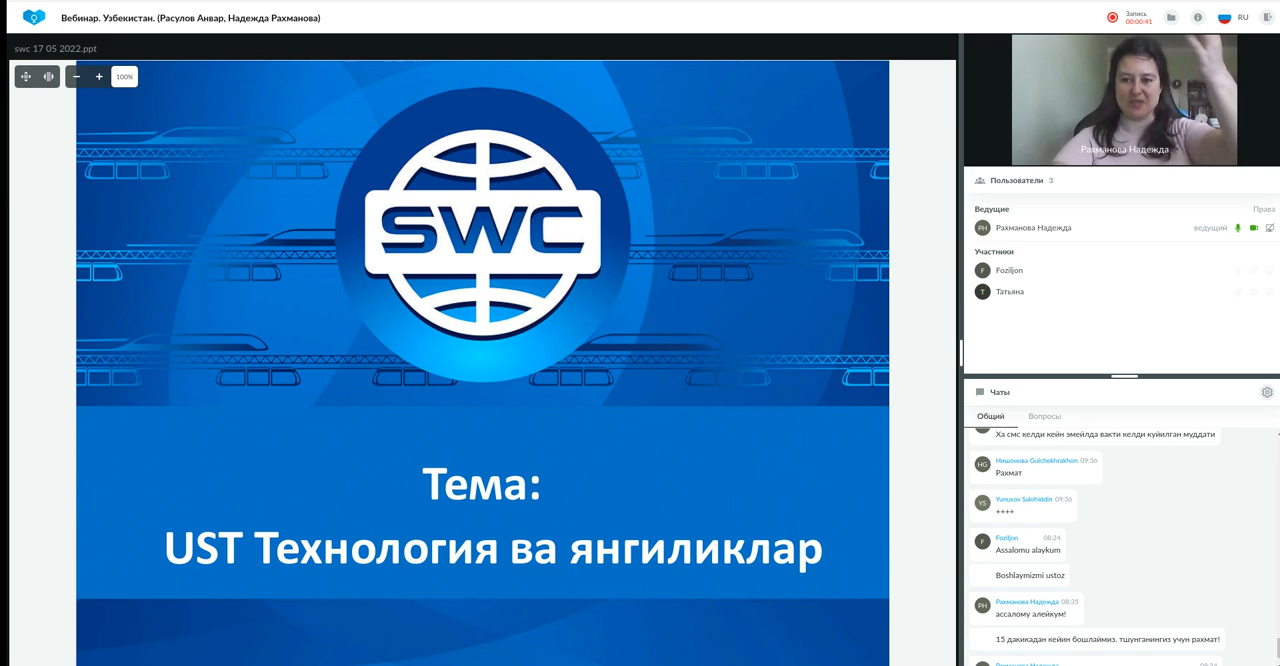 Вебинар. Узбекистан. (Расулов Анвар, Надежда Рахманова)
Запись
00:00:41
RU
swc 17 05 2022.ppt
100%
SWC
Тема:
UST Технология ва янгиликлар
Рахманова Надежда
Пользователи 3
Ведущие Права
РН Рахманова Надежда ведущий
Участники
F Foziljon
Т Татьяна
Чаты
Общий Вопросы
Ха смс келди кейн эмейлда вакти келди куйилган муддати
HG Нишонова Gulchekhrakhon 09:36
Рахмат
YS Yunusov Salohiddin 09:36
++++
F Foziljon 08:24
Assalomu alaykum
Boshlaymizmi ustoz
РН Рахманова Надежда 08:35
ассалому алейкум!
15 дакикадан кейин бошлаймиз. тшунганингиз учун рахмат!